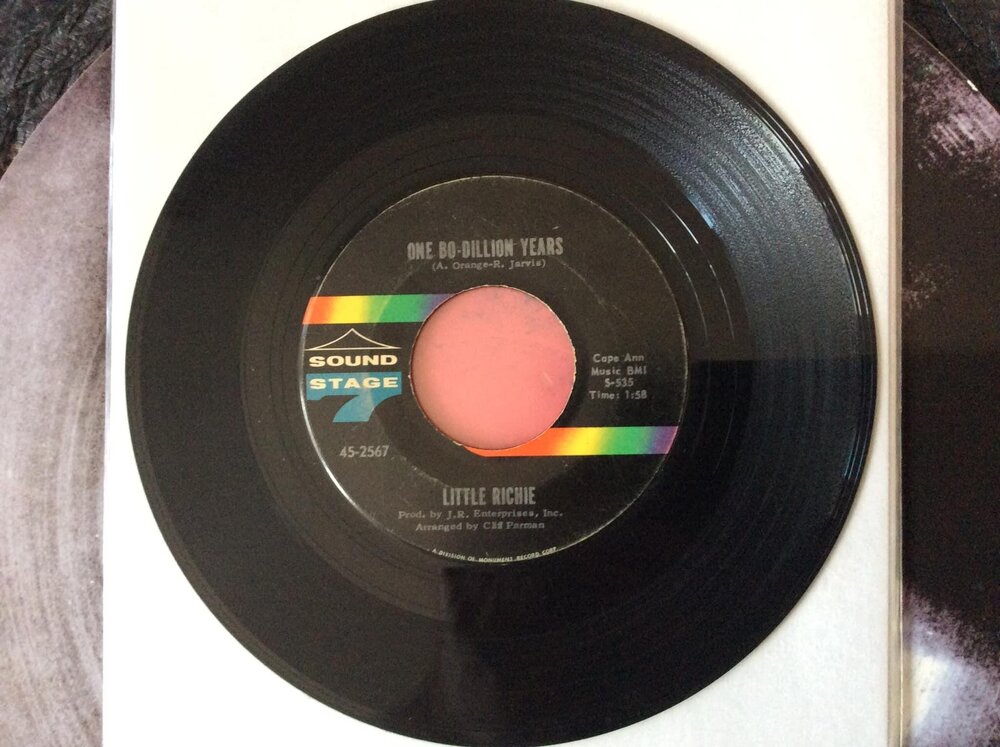 ONE BO-DILLION YEARS
(A. Orange-R. Jarvis)
SOUND
STAGE
7
Cape Ann
Music BMI
S-535
Time: 1:58
45-2567
LITTLE RICHIE
Prod. by J.R. Enterprises, Inc.
Arranged by Cliff Parman
A DIVISION OF MONUMENT RECORD CORP.